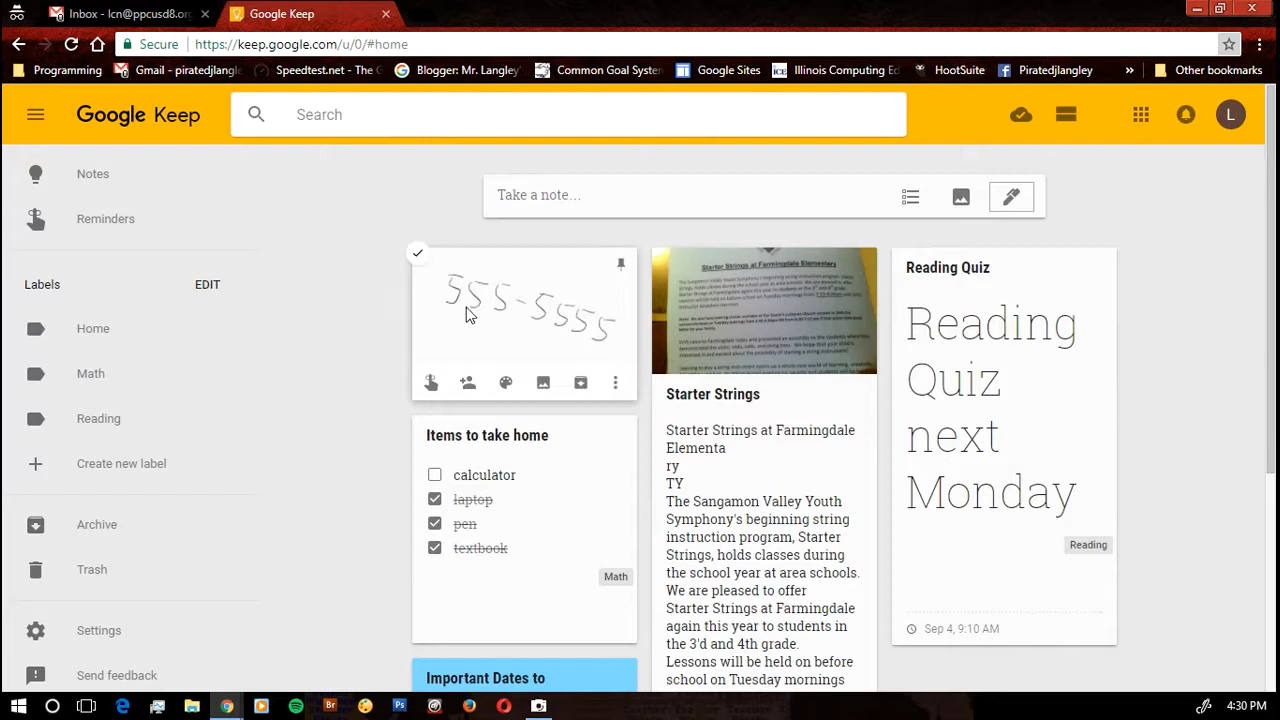 Inbox - lcn@ppcusd8.or
Google Keep
Secure
https://keep.google.com/u/0/#home
Programming
Gmail - piratedjlangle
Speedtest.net - The G
Blogger: Mr. Langley'
Common Goal System
Google Sites
Illinois Computing Ed
HootSuite
Piratedjlangley
»
Other bookmarks
Google Keep
Search
L
Notes
Reminders
Labels
EDIT
Home
Math
Reading
Create new label
Archive
Trash
Settings
Send feedback
Take a note...
555-5555
Items to take home
calculator
laptop
pen
textbook
Math
Important Dates to
Starter Strings at Farmingdale Elementary
Starter Strings
Starter Strings at Farmingdale
Elementa
ry
TY
The Sangamon Valley Youth
Symphony's beginning string
instruction program, Starter
Strings, holds classes during
the school year at area schools.
We are pleased to offer
Starter Strings at Farmingdale
again this year to students in
the 3'd and 4th grade.
Lessons will be held on before
school on Tuesday mornings
Reading Quiz
Reading
Quiz
next
Monday
Reading
Sep 4, 9:10 AM
4:30 PM